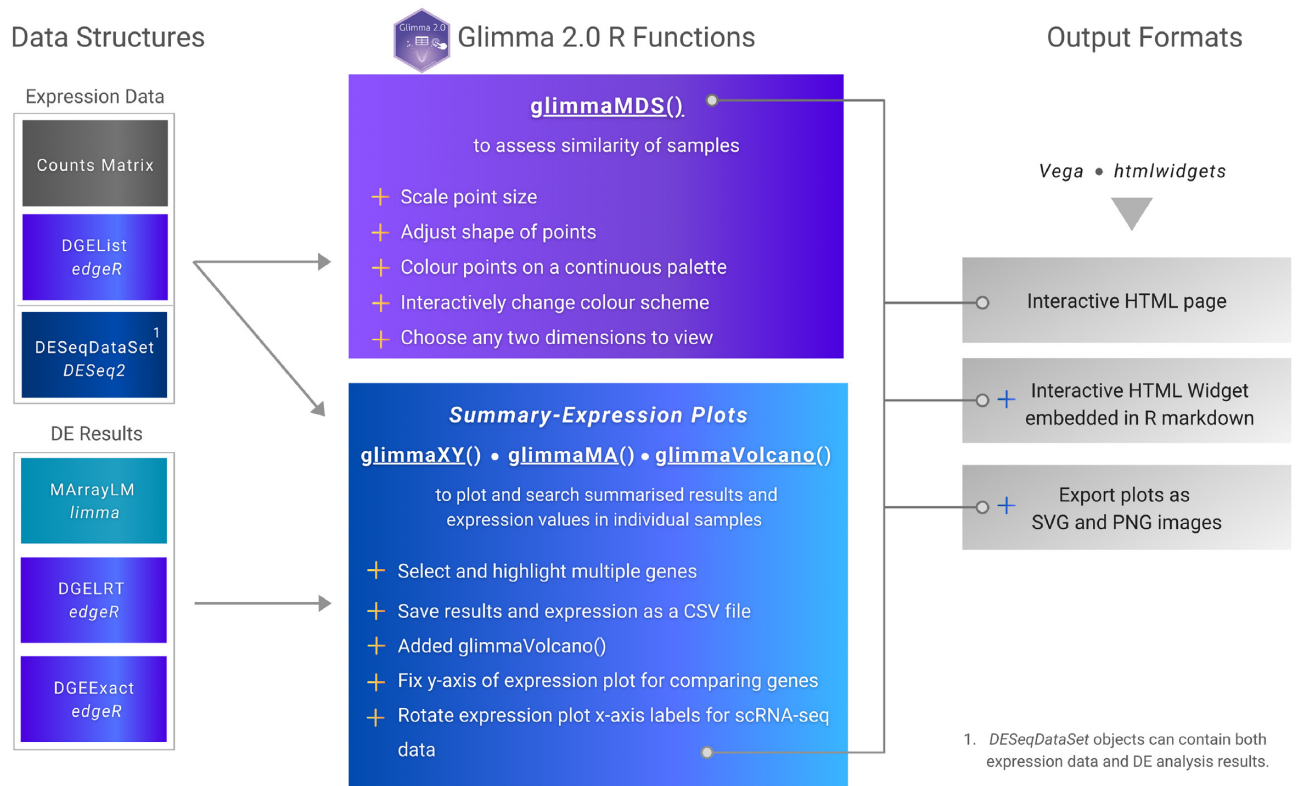 Data Structures
Glimma 2.0
Glimma 2.0 R Functions
Output Formats
Expression Data
Counts Matrix
DGEList
edgeR
1
DESeqDataSet
DESeq2
DE Results
MArrayLM
limma
DGELRT
edgeR
DGEExact
edgeR
glimmaMDS()
to assess similarity of samples
+ Scale point size
+ Adjust shape of points
+ Colour points on a continuous palette
+ Interactively change colour scheme
+ Choose any two dimensions to view
Summary-Expression Plots
glimmaXY() • glimmaMA() • glimmaVolcano()
to plot and search summarised results and
expression values in individual samples
+ Select and highlight multiple genes
+ Save results and expression as a CSV file
+ Added glimmaVolcano()
+ Fix y-axis of expression plot for comparing genes
+ Rotate expression plot x-axis labels for scRNA-seq
data
Vega • htmlwidgets
Interactive HTML page
+ Interactive HTML Widget
embedded in R markdown
+ Export plots as
SVG and PNG images
1. DESeqDataSet objects can contain both
expression data and DE analysis results.